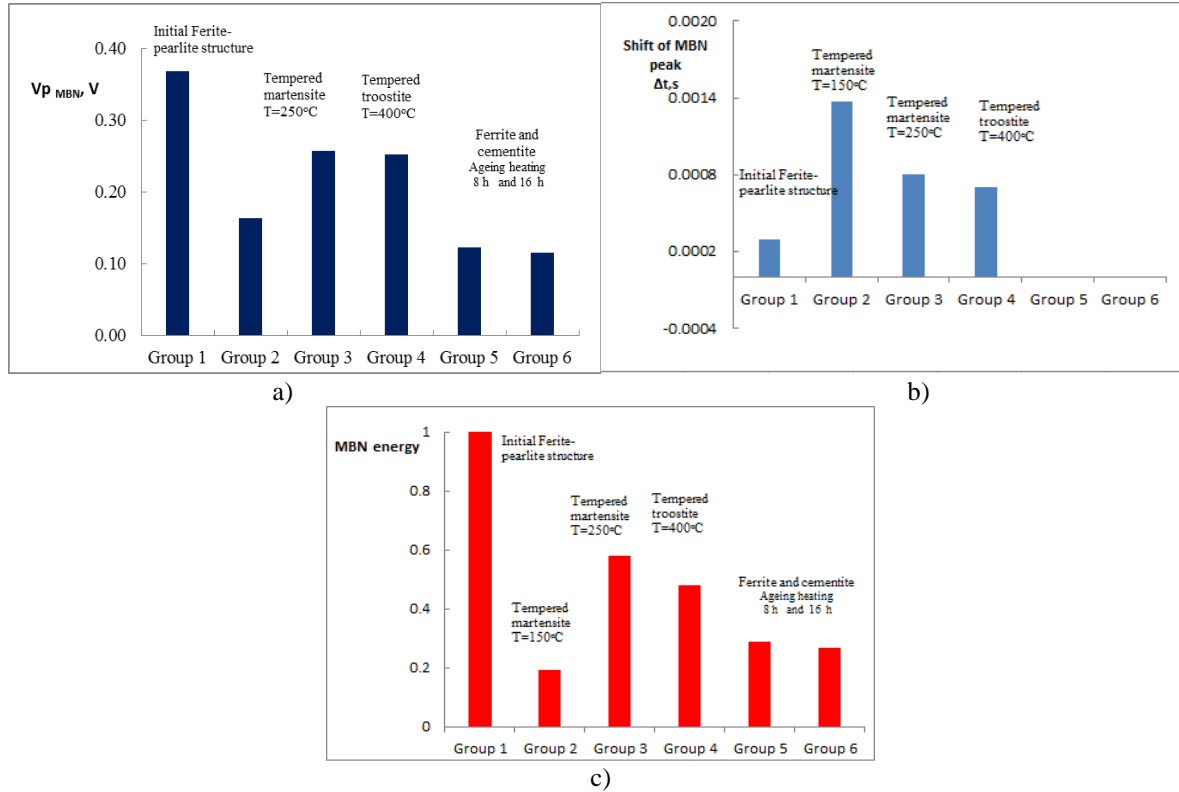 Initial Ferite-
pearlite structure
0.40
Vp MBN, V
0.30
0.20
0.10
0.00
Tempered
martensite
T=250°C
Tempered
troostite
T=400°C
Ferrite and
cementite
Ageing heating
8 h and 16 h
Group 1 Group 2 Group 3 Group 4 Group 5 Group 6
a)
0.0020
Shift of MBN
peak
Δt,s
0.0014
0.0008
0.0002
-0.0004
Initial Ferite-
pearlite structure
Tempered
martensite
T=150°C
Tempered
martensite
T=250°C
Tempered
troostite
T=400°C
Group 1 Group 2 Group 3 Group 4 Group 5 Group 6
b)
1
MBN energy
0.8
0.6
0.4
0.2
0
Initial Ferite-
pearlite structure
Tempered
martensite
T=150°C
Tempered
martensite
T=250°C
Tempered
troostite
T=400°C
Ferrite and cementite
Ageing heating
8 h and 16 h
Group 1 Group 2 Group 3 Group 4 Group 5 Group 6
c)